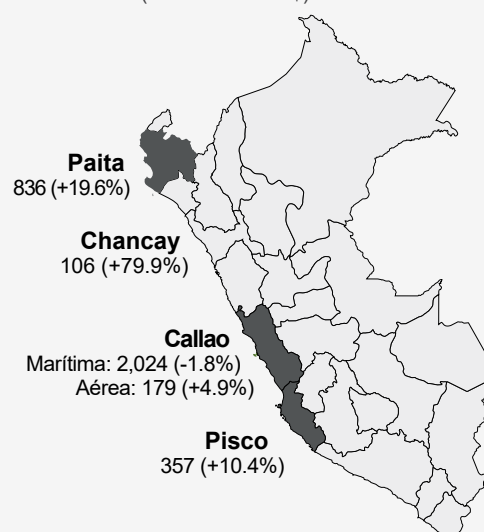 Paita
836 (+19.6%)
Chancay
106 (+79.9%)
Callao
Marítima: 2,024 (-1.8%)
Aérea: 179 (+4.9%)
Pisco
357 (+10.4%)